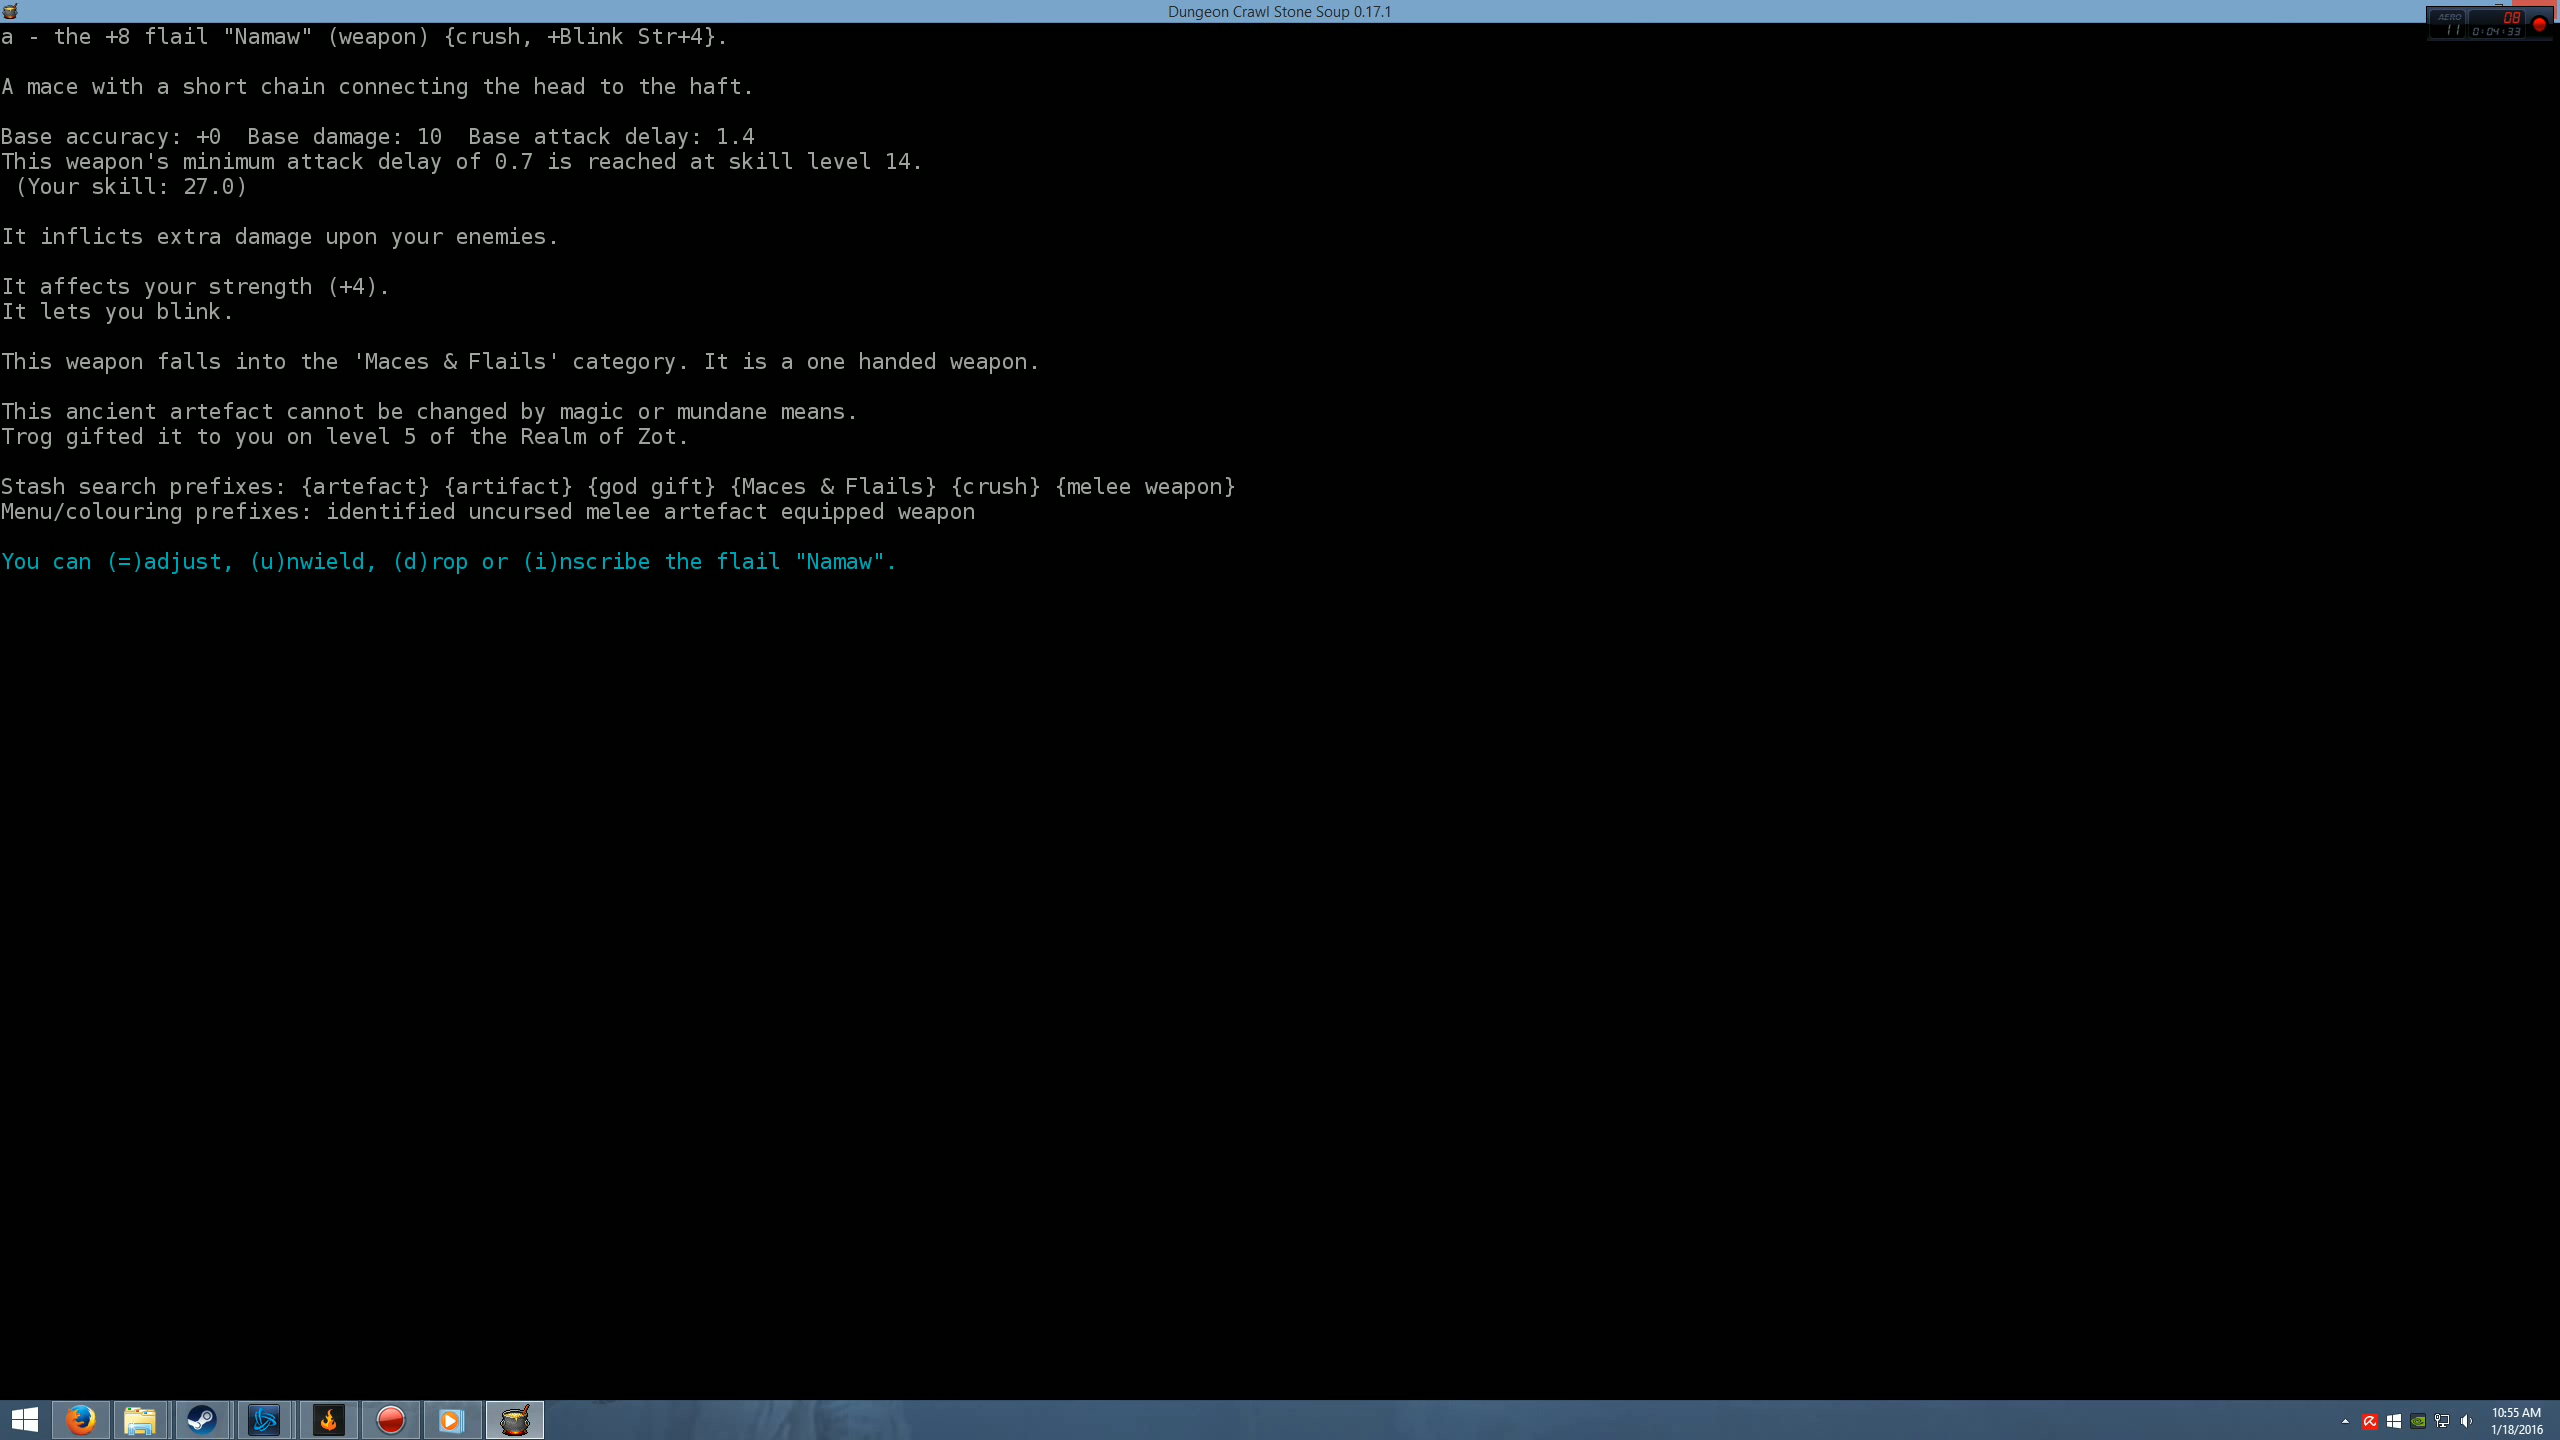 Dungeon Crawl Stone Soup 0.17.1
AERO
11
08
0:04:33
a - the +8 flail "Namaw" (weapon) {crush, +Blink Str+4}.
A mace with a short chain connecting the head to the haft.
Base accuracy: +0  Base damage: 10  Base attack delay: 1.4
This weapon's minimum attack delay of 0.7 is reached at skill level 14.
(Your skill: 27.0)
It inflicts extra damage upon your enemies.
It affects your strength (+4).
It lets you blink.
This weapon falls into the 'Maces & Flails' category. It is a one handed weapon.
This ancient artefact cannot be changed by magic or mundane means.
Trog gifted it to you on level 5 of the Realm of Zot.
Stash search prefixes: {artefact} {artifact} {god gift} {Maces & Flails} {crush} {melee weapon}
Menu/colouring prefixes: identified uncursed melee artefact equipped weapon
You can (=)adjust, (u)nwield, (d)rop or (i)nscribe the flail "Namaw".
10:55 AM
1/18/2016